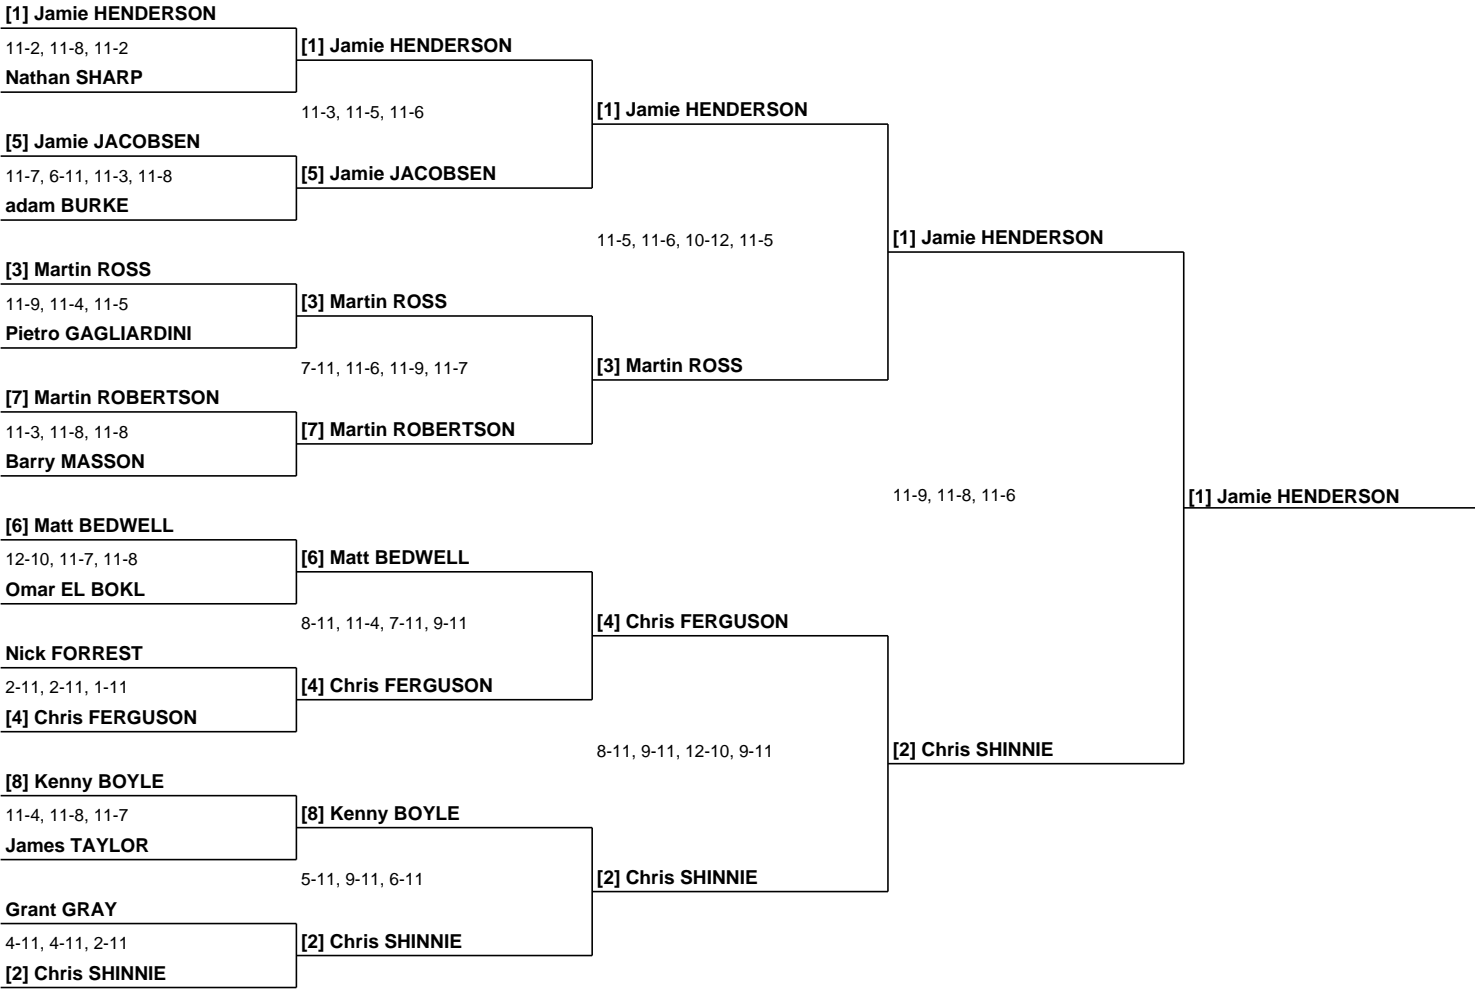 [1] Jamie HENDERSON
11-2, 11-8, 11-2
Nathan SHARP
[5] Jamie JACOBSEN
11-7, 6-11, 11-3, 11-8
adam BURKE
[3] Martin ROSS
11-9, 11-4, 11-5
Pietro GAGLIARDINI
[7] Martin ROBERTSON
11-3, 11-8, 11-8
Barry MASSON
[6] Matt BEDWELL
12-10, 11-7, 11-8
Omar EL BOKL
Nick FORREST
2-11, 2-11, 1-11
[4] Chris FERGUSON
[8] Kenny BOYLE
11-4, 11-8, 11-7
James TAYLOR
Grant GRAY
4-11, 4-11, 2-11
[2] Chris SHINNIE
[1] Jamie HENDERSON
11-3, 11-5, 11-6
[5] Jamie JACOBSEN
[3] Martin ROSS
7-11, 11-6, 11-9, 11-7
[7] Martin ROBERTSON
[6] Matt BEDWELL
8-11, 11-4, 7-11, 9-11
[4] Chris FERGUSON
[8] Kenny BOYLE
5-11, 9-11, 6-11
[2] Chris SHINNIE
[1] Jamie HENDERSON
11-5, 11-6, 10-12, 11-5
[3] Martin ROSS
[4] Chris FERGUSON
8-11, 9-11, 12-10, 9-11
[2] Chris SHINNIE
[1] Jamie HENDERSON
11-9, 11-8, 11-6
[2] Chris SHINNIE
[1] Jamie HENDERSON